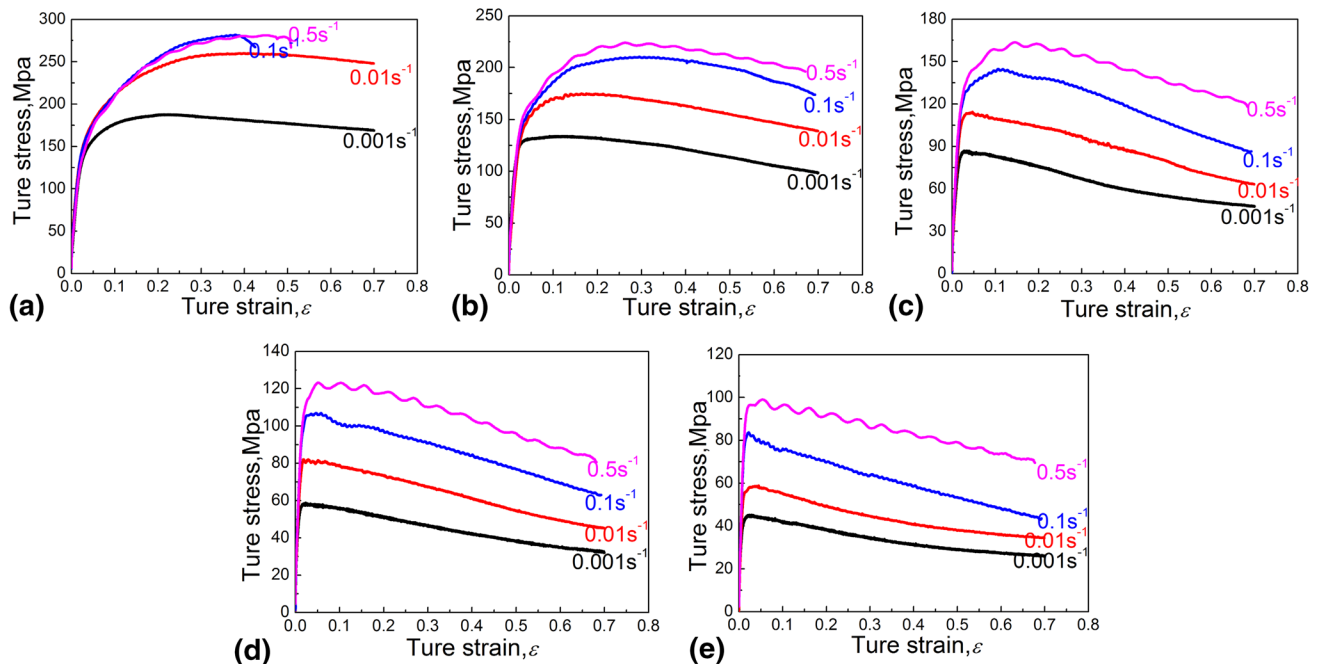 Ture stress,Mpa
350
300
250
200
150
100
50
0
0.5s⁻¹
0.1s⁻¹
0.01s⁻¹
0.001s⁻¹
0.0 0.1 0.2 0.3 0.4 0.5 0.6 0.7 0.8
(a) Ture strain,ε
Ture stress,Mpa
250
200
150
100
50
0
0.5s⁻¹
0.1s⁻¹
0.01s⁻¹
0.001s⁻¹
0.0 0.1 0.2 0.3 0.4 0.5 0.6 0.7 0.8
(b) Ture strain,ε
Ture stress,Mpa
180
150
120
90
60
30
0
0.5s⁻¹
0.1s⁻¹
0.01s⁻¹
0.001s⁻¹
0.0 0.1 0.2 0.3 0.4 0.5 0.6 0.7 0.8
(c) Ture strain,ε
Ture stress,Mpa
140
120
100
80
60
40
20
0
0.5s⁻¹
0.1s⁻¹
0.01s⁻¹
0.001s⁻¹
0.0 0.1 0.2 0.3 0.4 0.5 0.6 0.7 0.8
(d) Ture strain,ε
Ture stress,Mpa
120
100
80
60
40
20
0
0.5s⁻¹
0.1s⁻¹
0.01s⁻¹
0.001s⁻¹
0.0 0.1 0.2 0.3 0.4 0.5 0.6 0.7 0.8
(e) Ture strain,ε